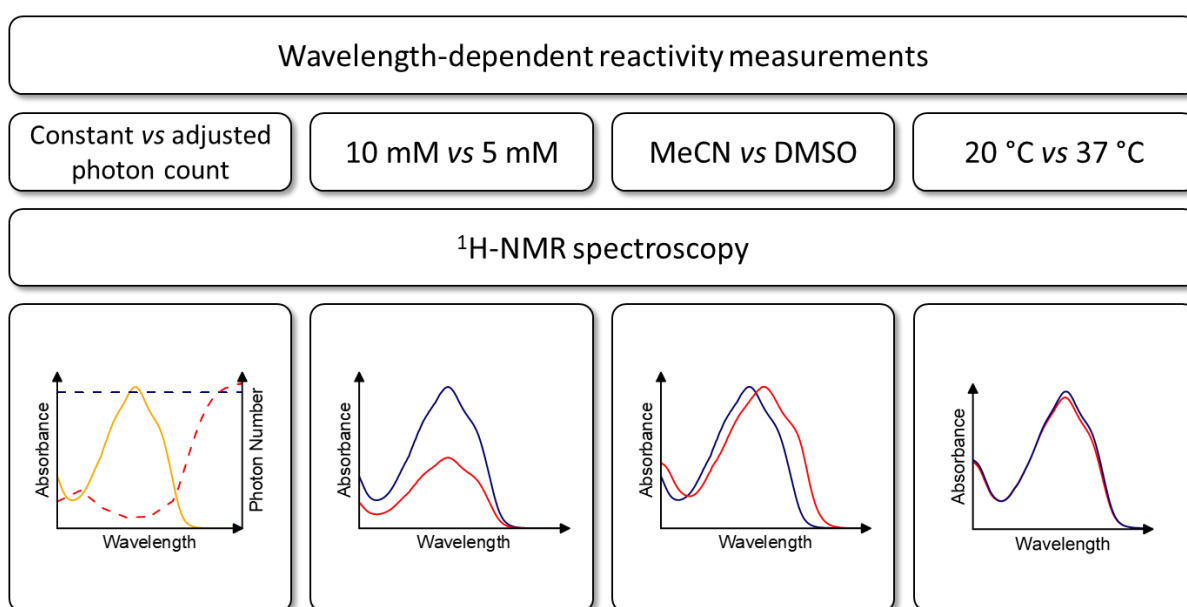 Wavelength-dependent reactivity measurements
Constant vs adjusted
photon count
10 mM vs 5 mM
MeCN vs DMSO
20 °C vs 37 °C
¹H-NMR spectroscopy
Absorbance
Photon Number
Wavelength
Absorbance
Wavelength
Absorbance
Wavelength
Absorbance
Wavelength